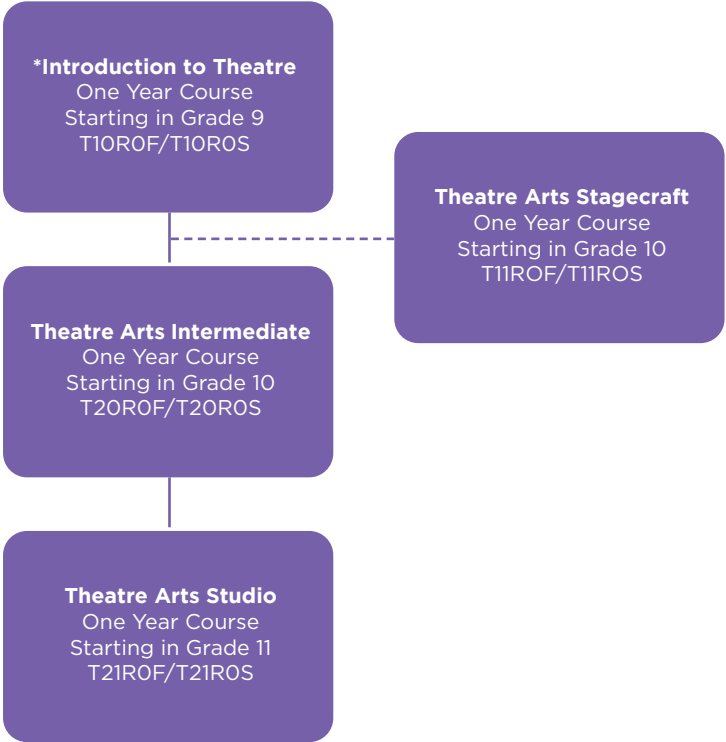 *Introduction to Theatre
One Year Course
Starting in Grade 9
T10R0F/T10R0S
Theatre Arts Stagecraft
One Year Course
Starting in Grade 10
T11ROF/T11ROS
Theatre Arts Intermediate
One Year Course
Starting in Grade 10
T20R0F/T20R0S
Theatre Arts Studio
One Year Course
Starting in Grade 11
T21R0F/T21R0S